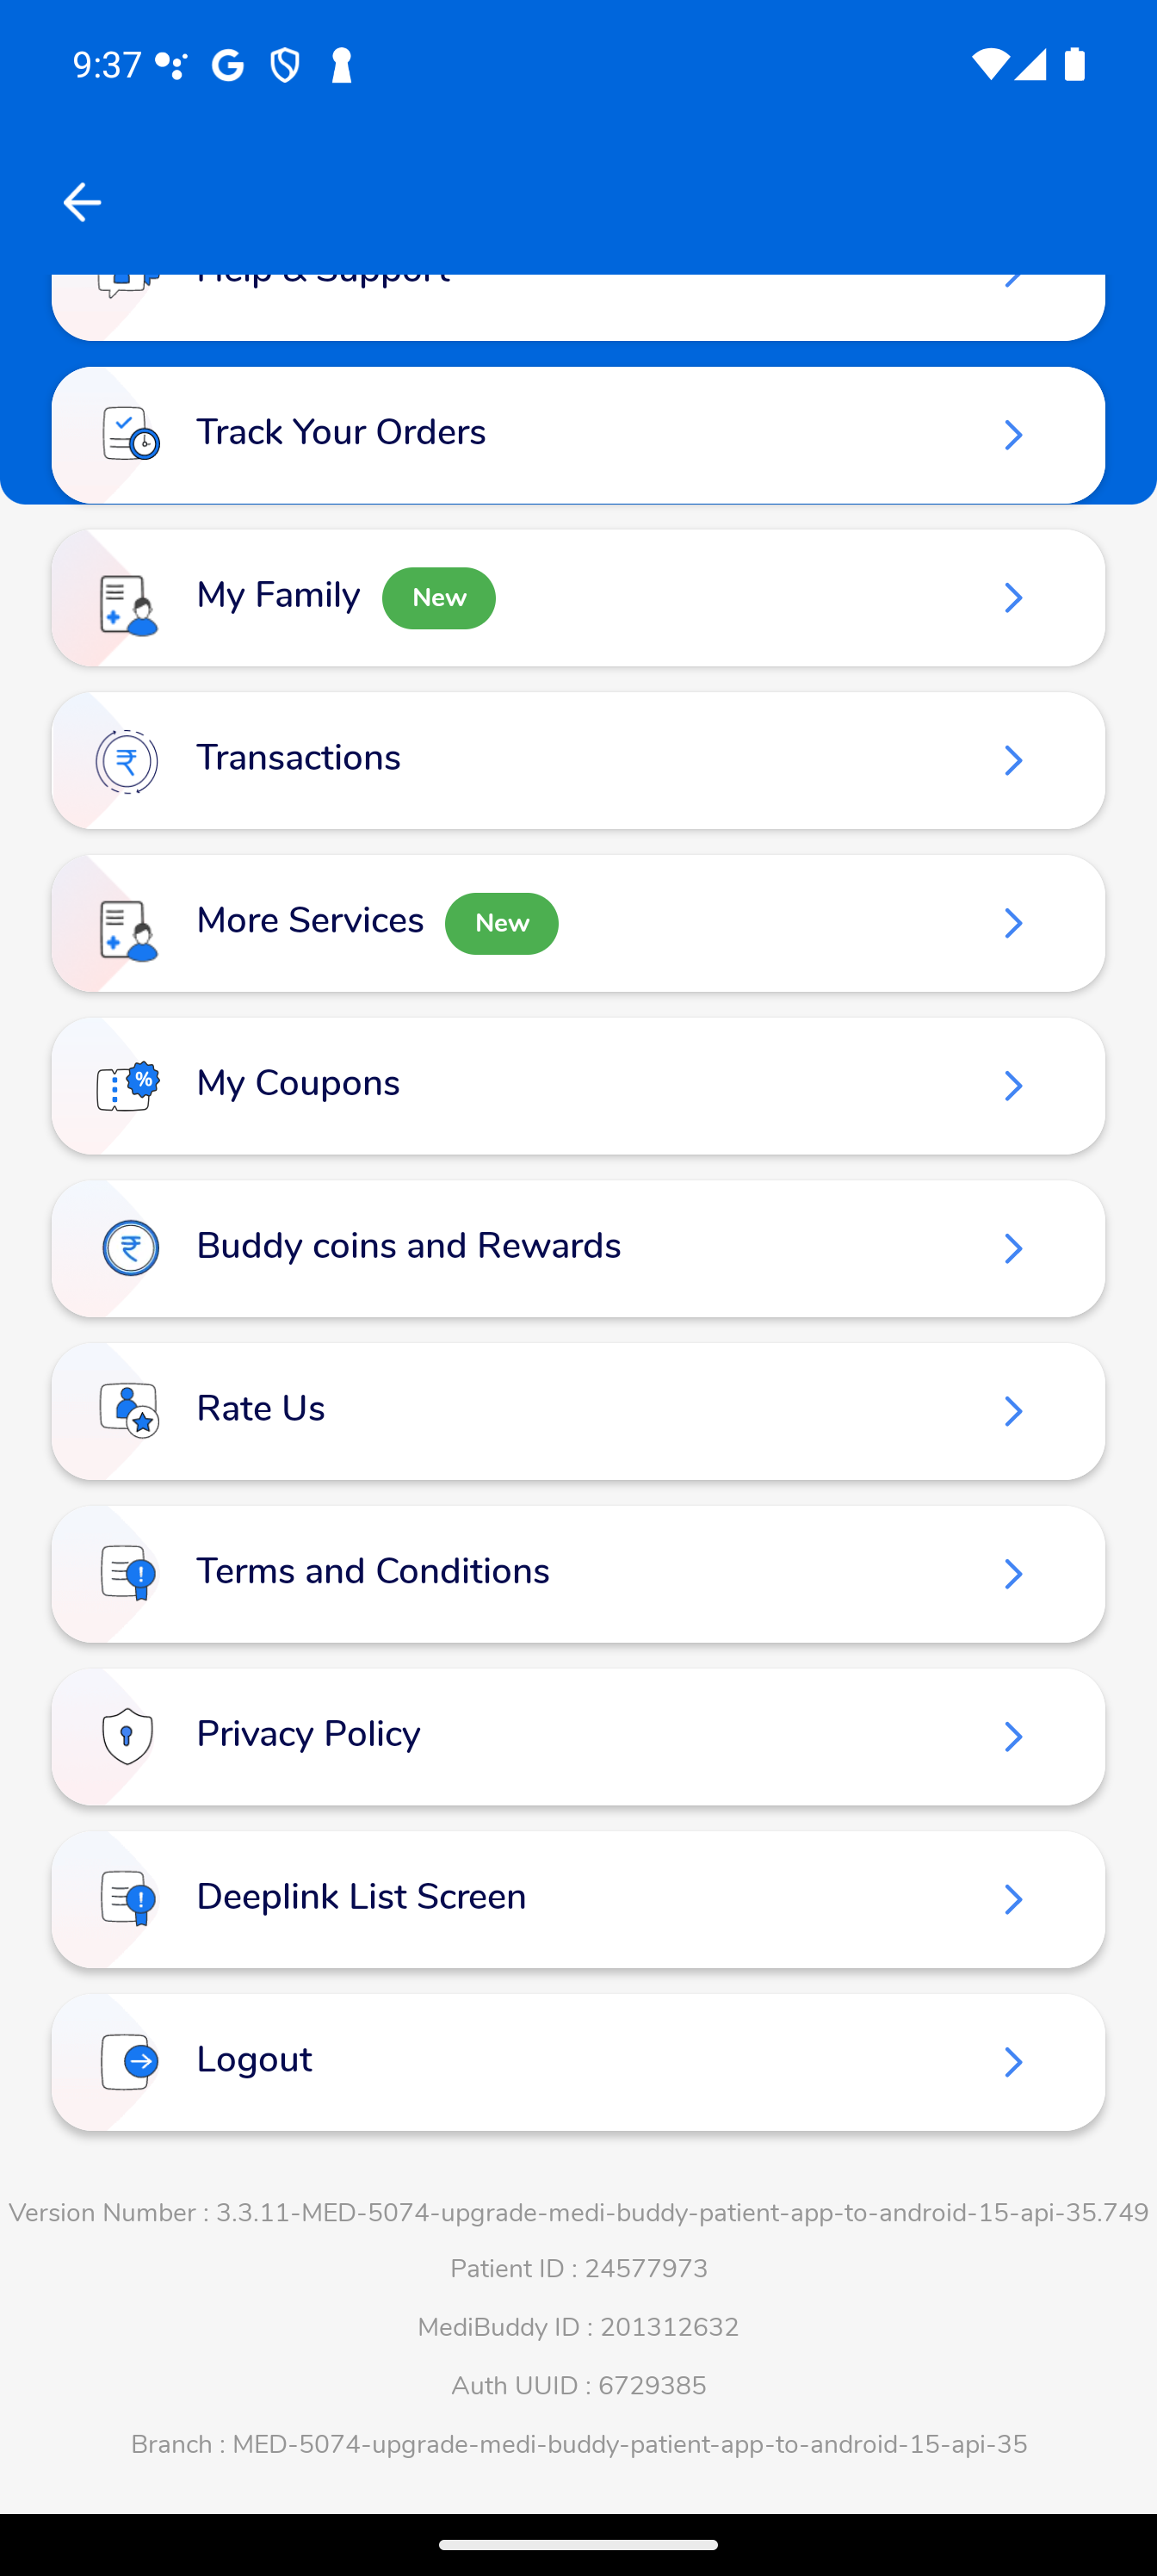 9:37
Help & Support
Track Your Orders
My Family New
Transactions
More Services New
My Coupons
Buddy coins and Rewards
Rate Us
Terms and Conditions
Privacy Policy
Deeplink List Screen
Logout
Version Number : 3.3.11-MED-5074-upgrade-medi-buddy-patient-app-to-android-15-api-35.749
Patient ID : 24577973
MediBuddy ID : 201312632
Auth UUID : 6729385
Branch : MED-5074-upgrade-medi-buddy-patient-app-to-android-15-api-35